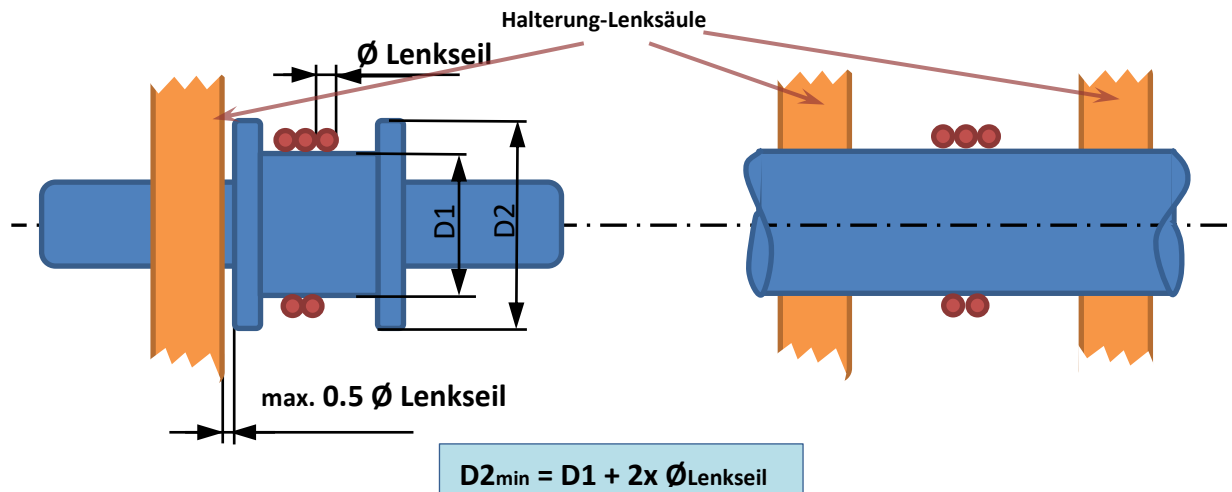 Halterung-Lenksäule
Ø Lenkseil
D1
D2
max. 0.5 Ø Lenkseil
D2min = D1 + 2x ØLenkseil